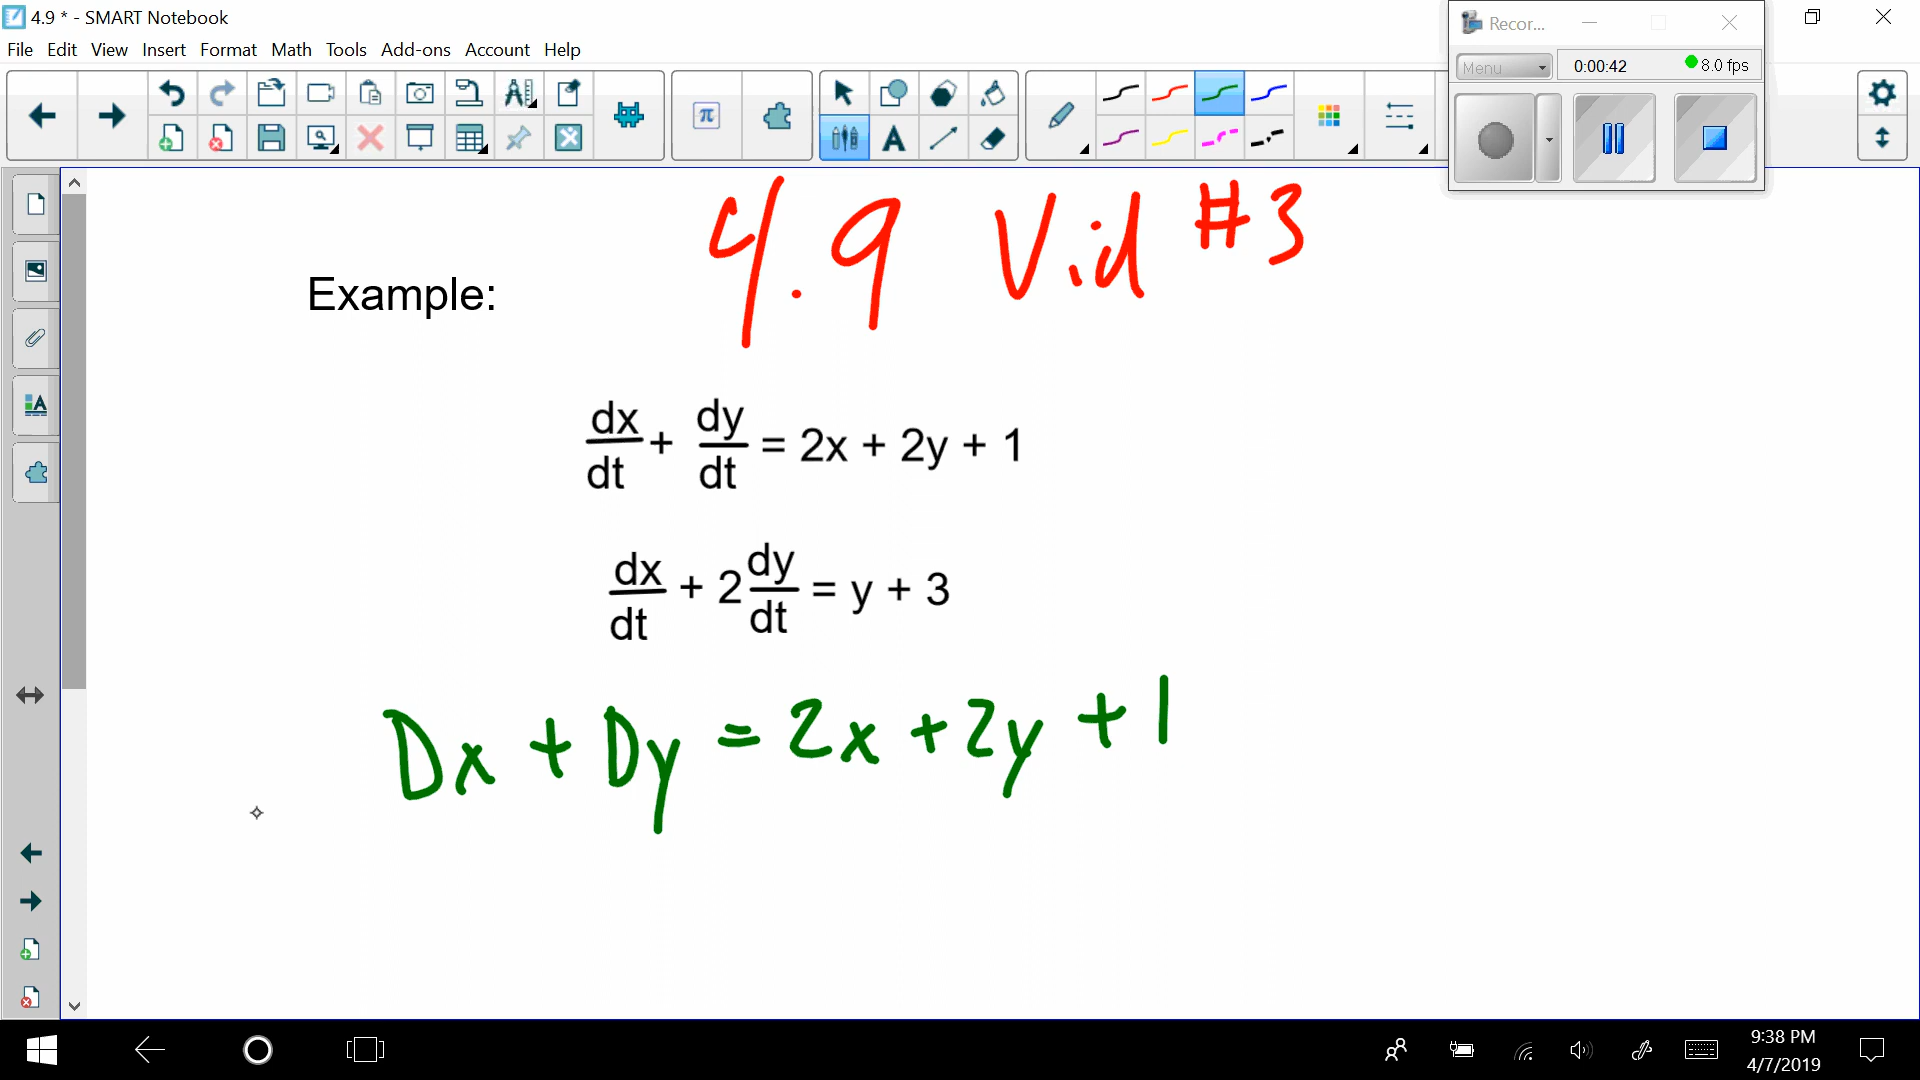 4.9 * - SMART Notebook
File Edit View Insert Format Math Tools Add-ons Account Help
Recor...
Menu 0:00:42 8.0 fps
π
A
A
4.9 Vid #3
Example:
dx/dt + dy/dt = 2x + 2y + 1
dx/dt + 2 dy/dt = y + 3
Dx + Dy = 2x + 2y + 1
9:38 PM
4/7/2019